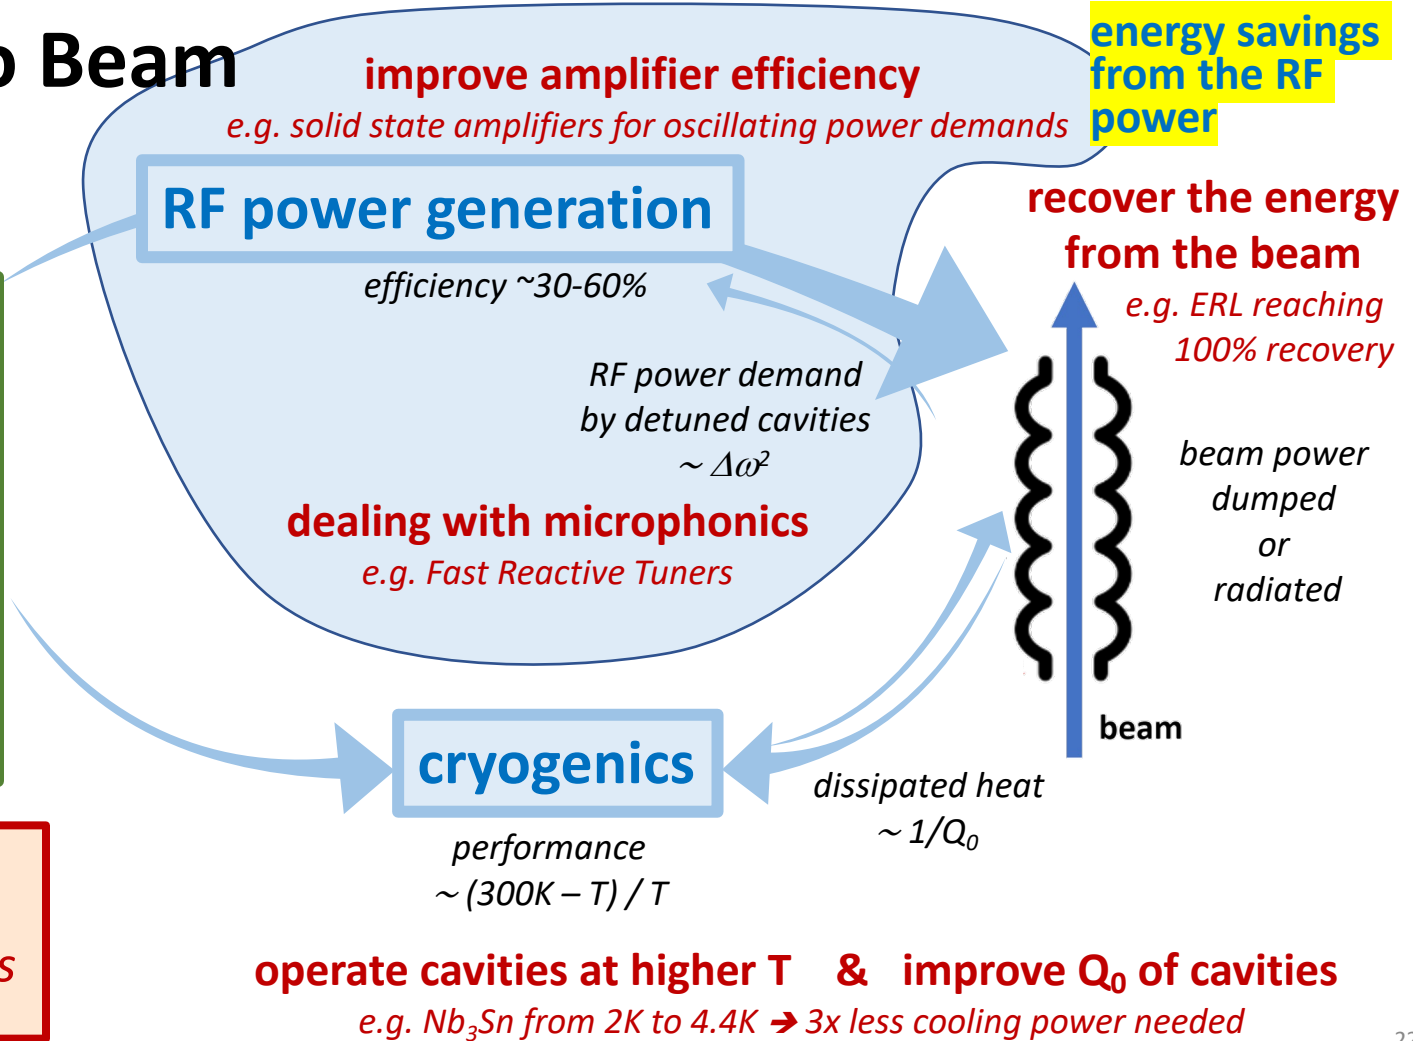 o Beam
improve amplifier efficiency
e.g. solid state amplifiers for oscillating power demands
energy savings
from the RF
power
RF power generation
efficiency ~30-60%
recover the energy
from the beam
e.g. ERL reaching
100% recovery
RF power demand
by detuned cavities
~ Δω²
beam power
dumped
or
radiated
dealing with microphonics
e.g. Fast Reactive Tuners
beam
cryogenics
dissipated heat
~ 1/Q₀
performance
~ (300K – T) / T
s
operate cavities at higher T & improve Q₀ of cavities
e.g. Nb₃Sn from 2K to 4.4K ➔ 3x less cooling power needed